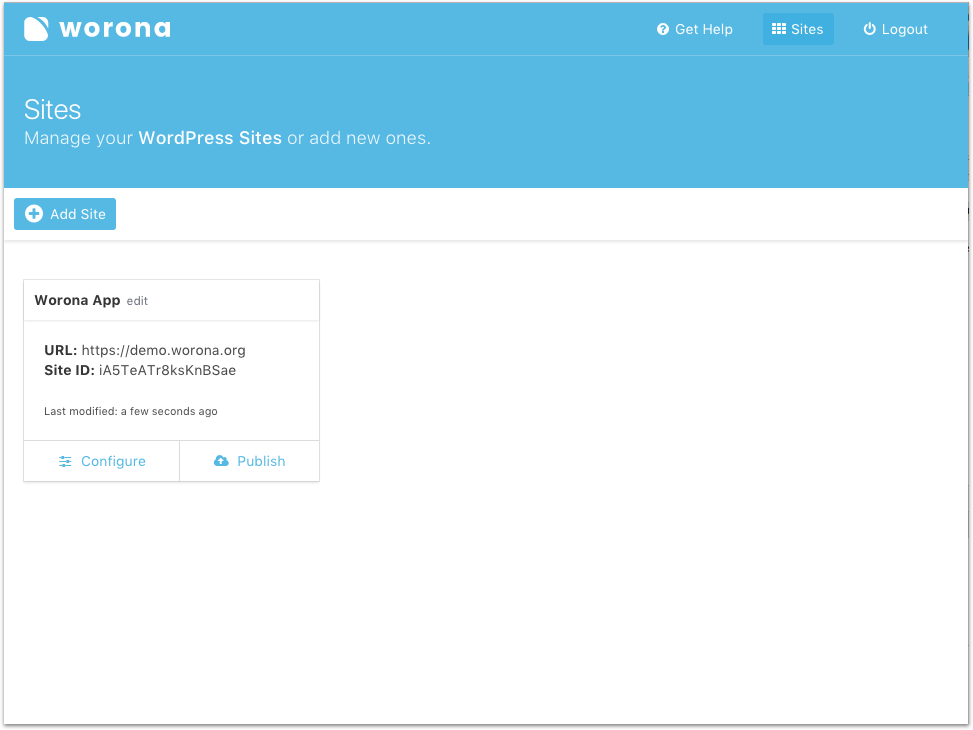 worona
Get Help
Sites
Logout
Sites
Manage your WordPress Sites or add new ones.
Add Site
Worona App edit
URL: https://demo.worona.org
Site ID: iA5TeATr8ksKnBSae
Last modified: a few seconds ago
Configure
Publish